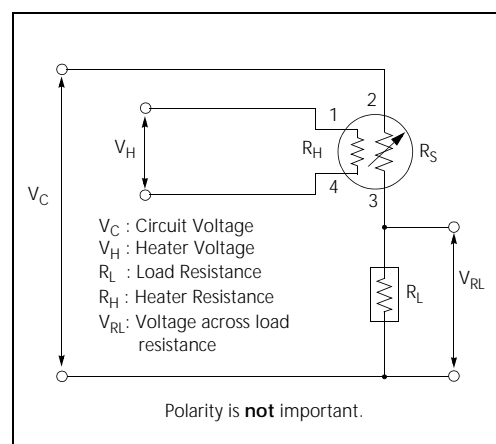 1
2
V_H
R_H
R_S
4
3
V_C
V_C : Circuit Voltage
V_H : Heater Voltage
R_L : Load Resistance
R_H : Heater Resistance
V_RL: Voltage across load
resistance
R_L
V_RL
Polarity is not important.